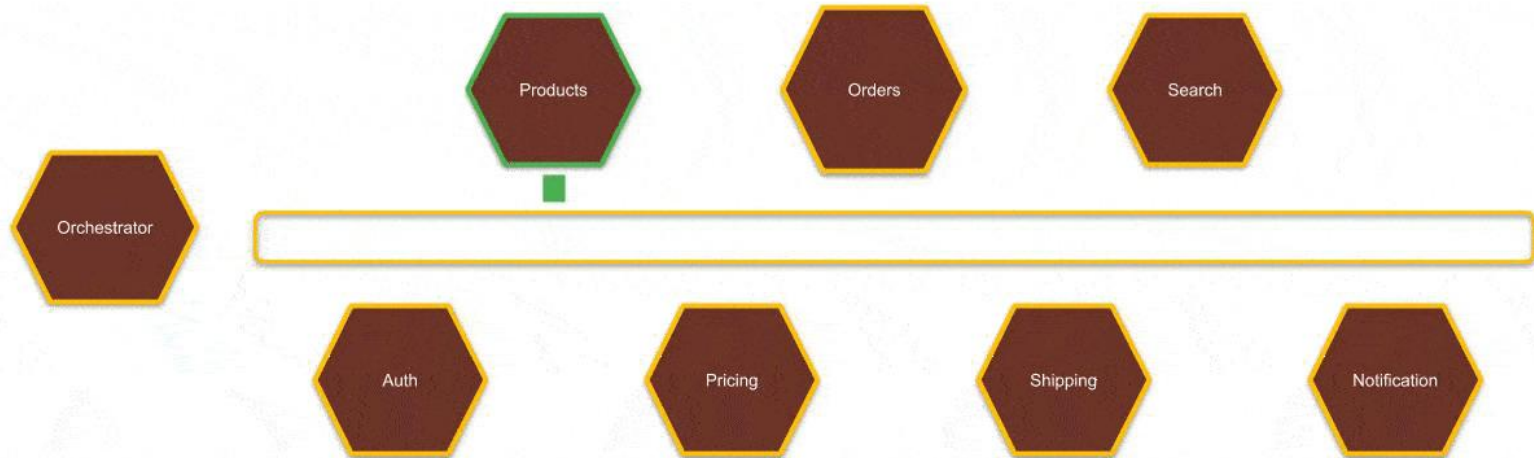 Products
Orders
Search
Orchestrator
Auth
Pricing
Shipping
Notification